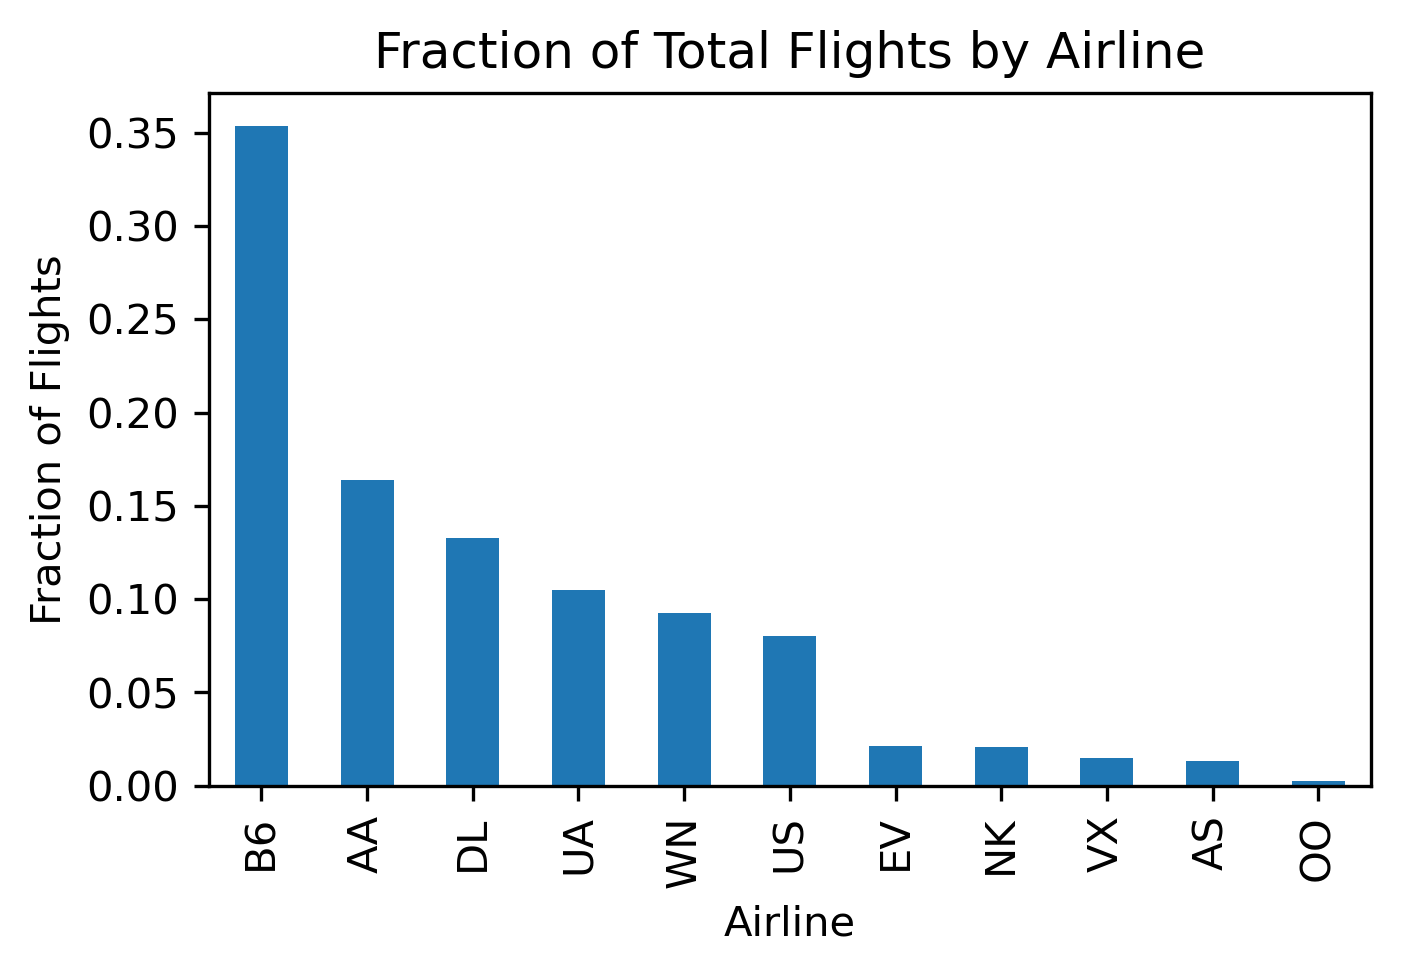 Fraction of Total Flights by Airline
Fraction of Flights
0.35
0.30
0.25
0.20
0.15
0.10
0.05
0.00
B6 AA DL UA WN US EV NK VX AS OO
Airline